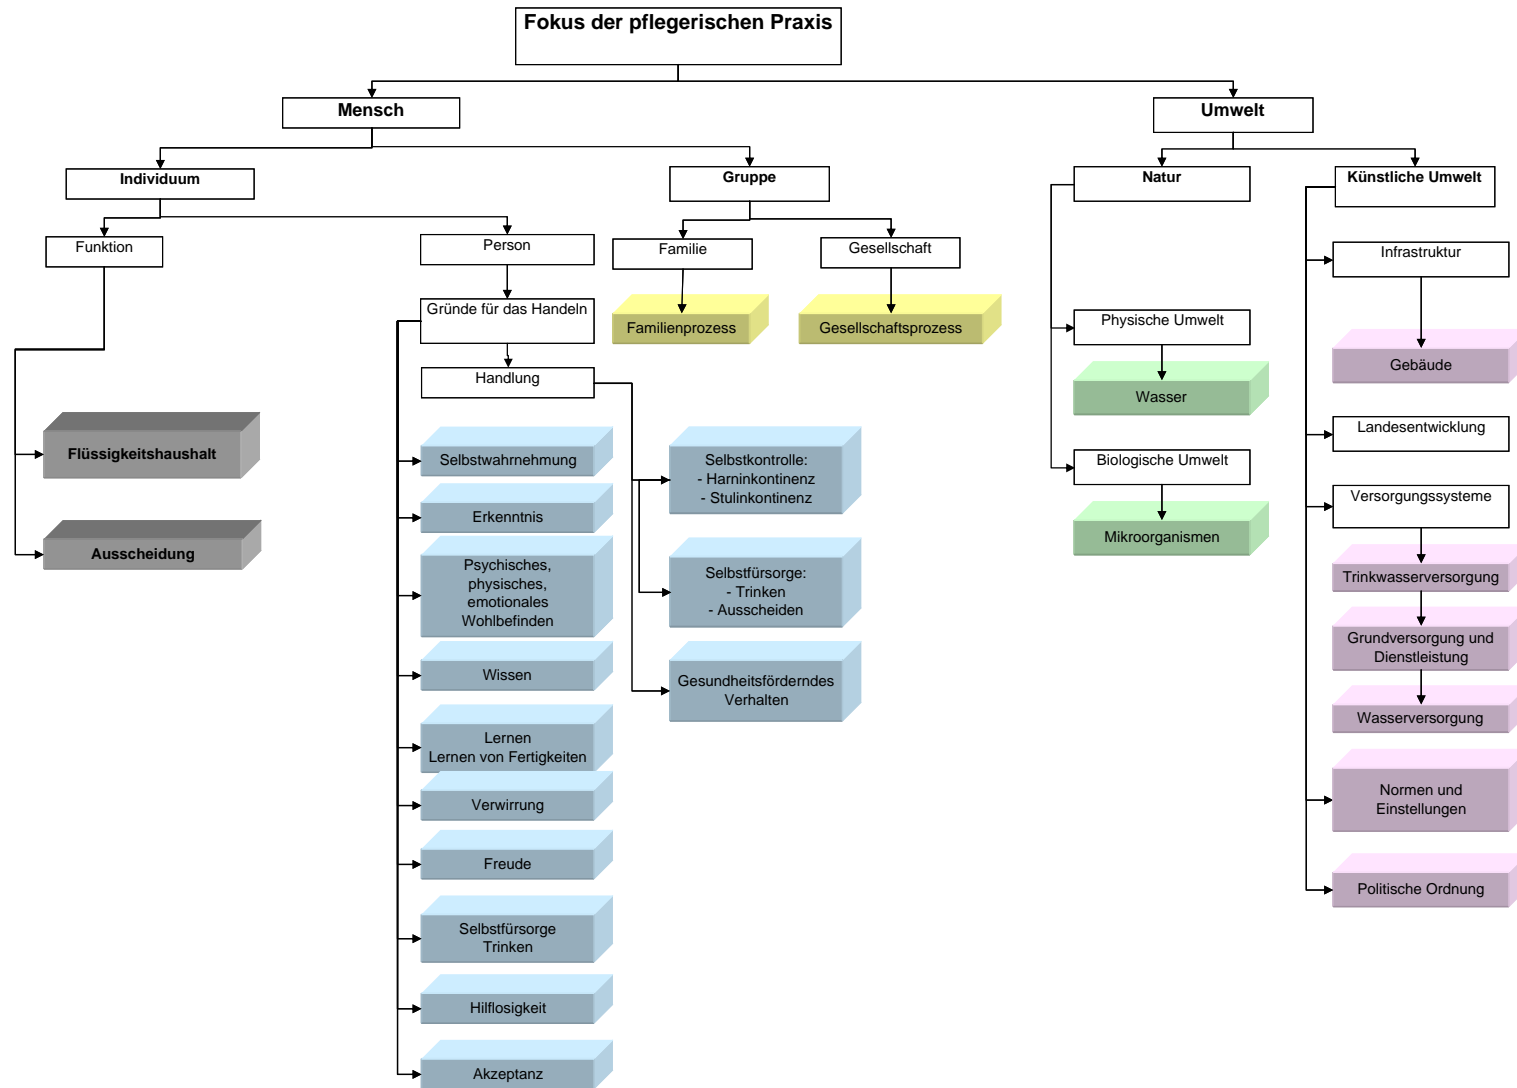 Fokus der pflegerischen Praxis
Mensch
Umwelt
Individuum
Gruppe
Natur
Künstliche Umwelt
Funktion
Person
Familie
Gesellschaft
Infrastruktur
Gründe für das Handeln
Familienprozess
Gesellschaftsprozess
Physische Umwelt
Gebäude
Handlung
Wasser
Landesentwicklung
Flüssigkeitshaushalt
Selbstwahrnehmung
Selbstkontrolle:
- Harninkontinenz
- Stulinkontinenz
Biologische Umwelt
Versorgungssysteme
Erkenntnis
Mikroorganismen
Ausscheidung
Psychisches,
physisches,
emotionales
Wohlbefinden
Selbstfürsorge:
- Trinken
- Ausscheiden
Trinkwasserversorgung
Grundversorgung und
Dienstleistung
Wissen
Gesundheitsförderndes
Verhalten
Wasserversorgung
Lernen
Lernen von Fertigkeiten
Verwirrung
Normen und
Einstellungen
Freude
Politische Ordnung
Selbstfürsorge
Trinken
Hilflosigkeit
Akzeptanz